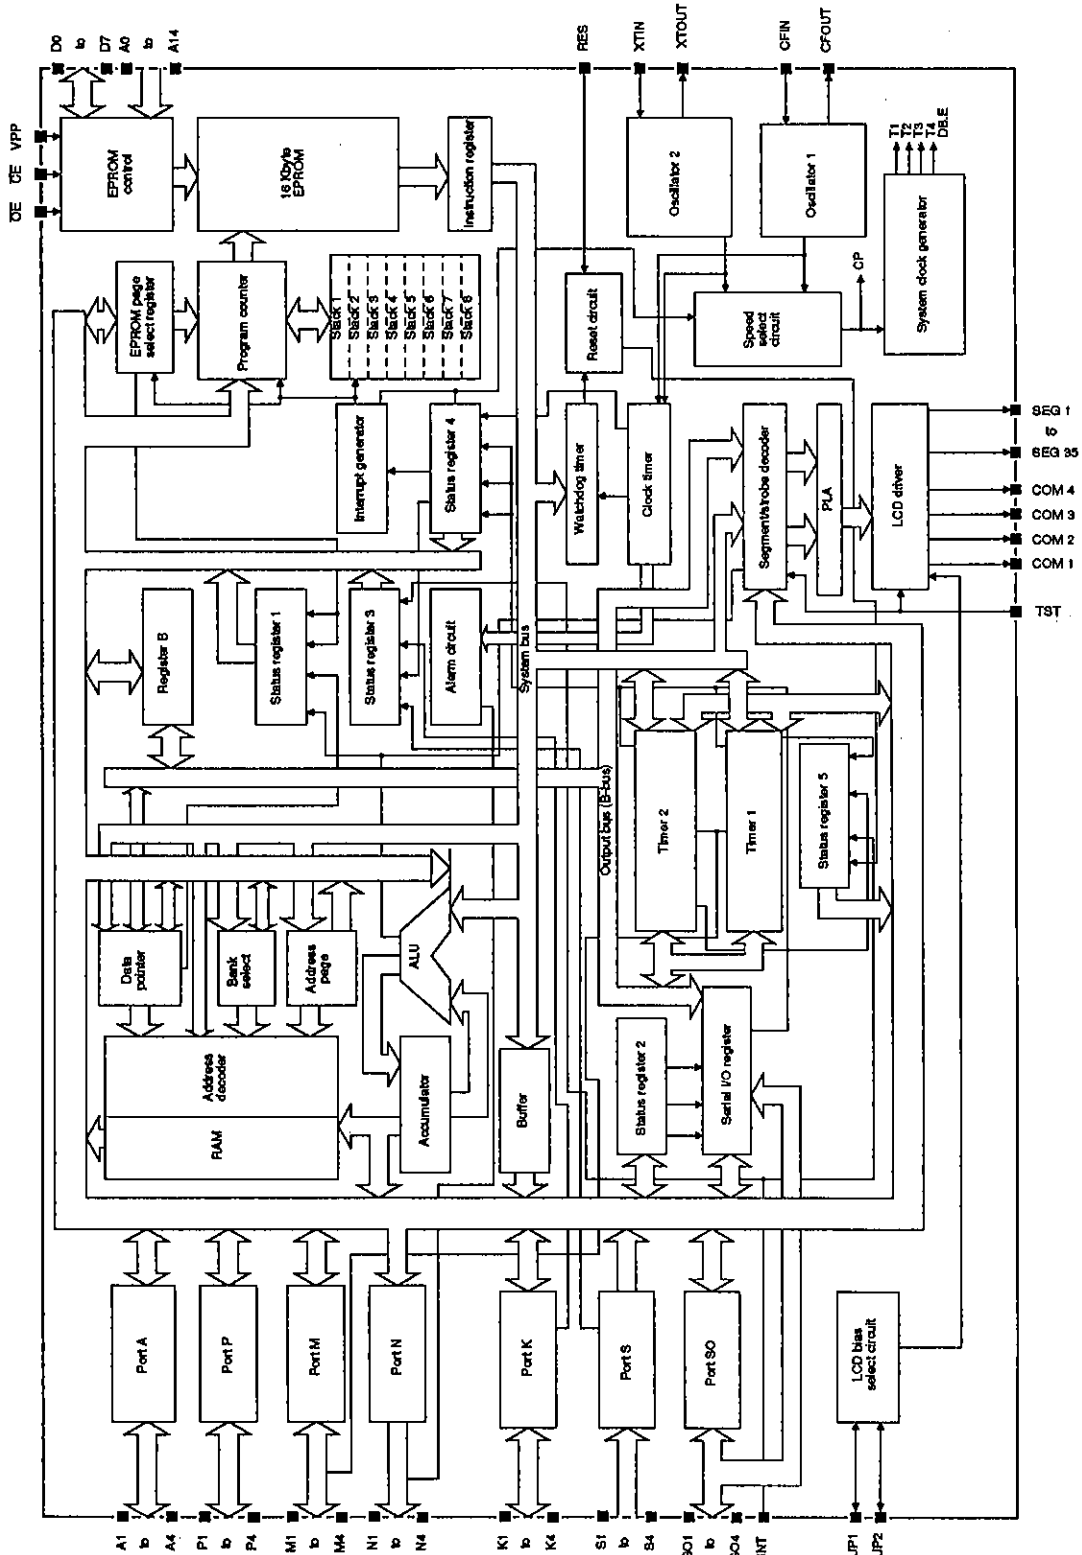 D0
to
D7
A0
to
A14
RES
XTIN
XTOUT
CFIN
CFOUT
VPP
CE
OE
EPROM
control
16 Kbyte
EPROM
Instruction register
Oscillator 2
Oscillator 1
T1
T2
T3
T4
DB.E
System clock generator
CP
Speed
select
circuit
Reset circuit
EPROM page
select register
Program counter
Stack 1
Stack 2
Stack 3
Stack 4
Stack 5
Stack 6
Stack 7
Stack 8
Interrupt generator
Status register 4
Watchdog timer
Clock timer
Segment/strobe decoder
PLA
LCD driver
SEG 1
to
SEG 35
COM 4
COM 3
COM 2
COM 1
TST
Register B
Status register 1
Status register 3
Alarm circuit
System bus
Output bus (B-bus)
Timer 2
Timer 1
Status register 5
Data
pointer
Bank
select
Address
page
ALU
Address
decoder
RAM
Accumulator
Buffer
Status register 2
Serial I/O register
Port A
Port P
Port M
Port N
Port K
Port S
Port SO
LCD bias
select circuit
A1
to
A4
P1
to
P4
M1
to
M4
N1
to
N4
K1
to
K4
S1
to
S4
SO1
to
SO4
INT
JP1
JP2